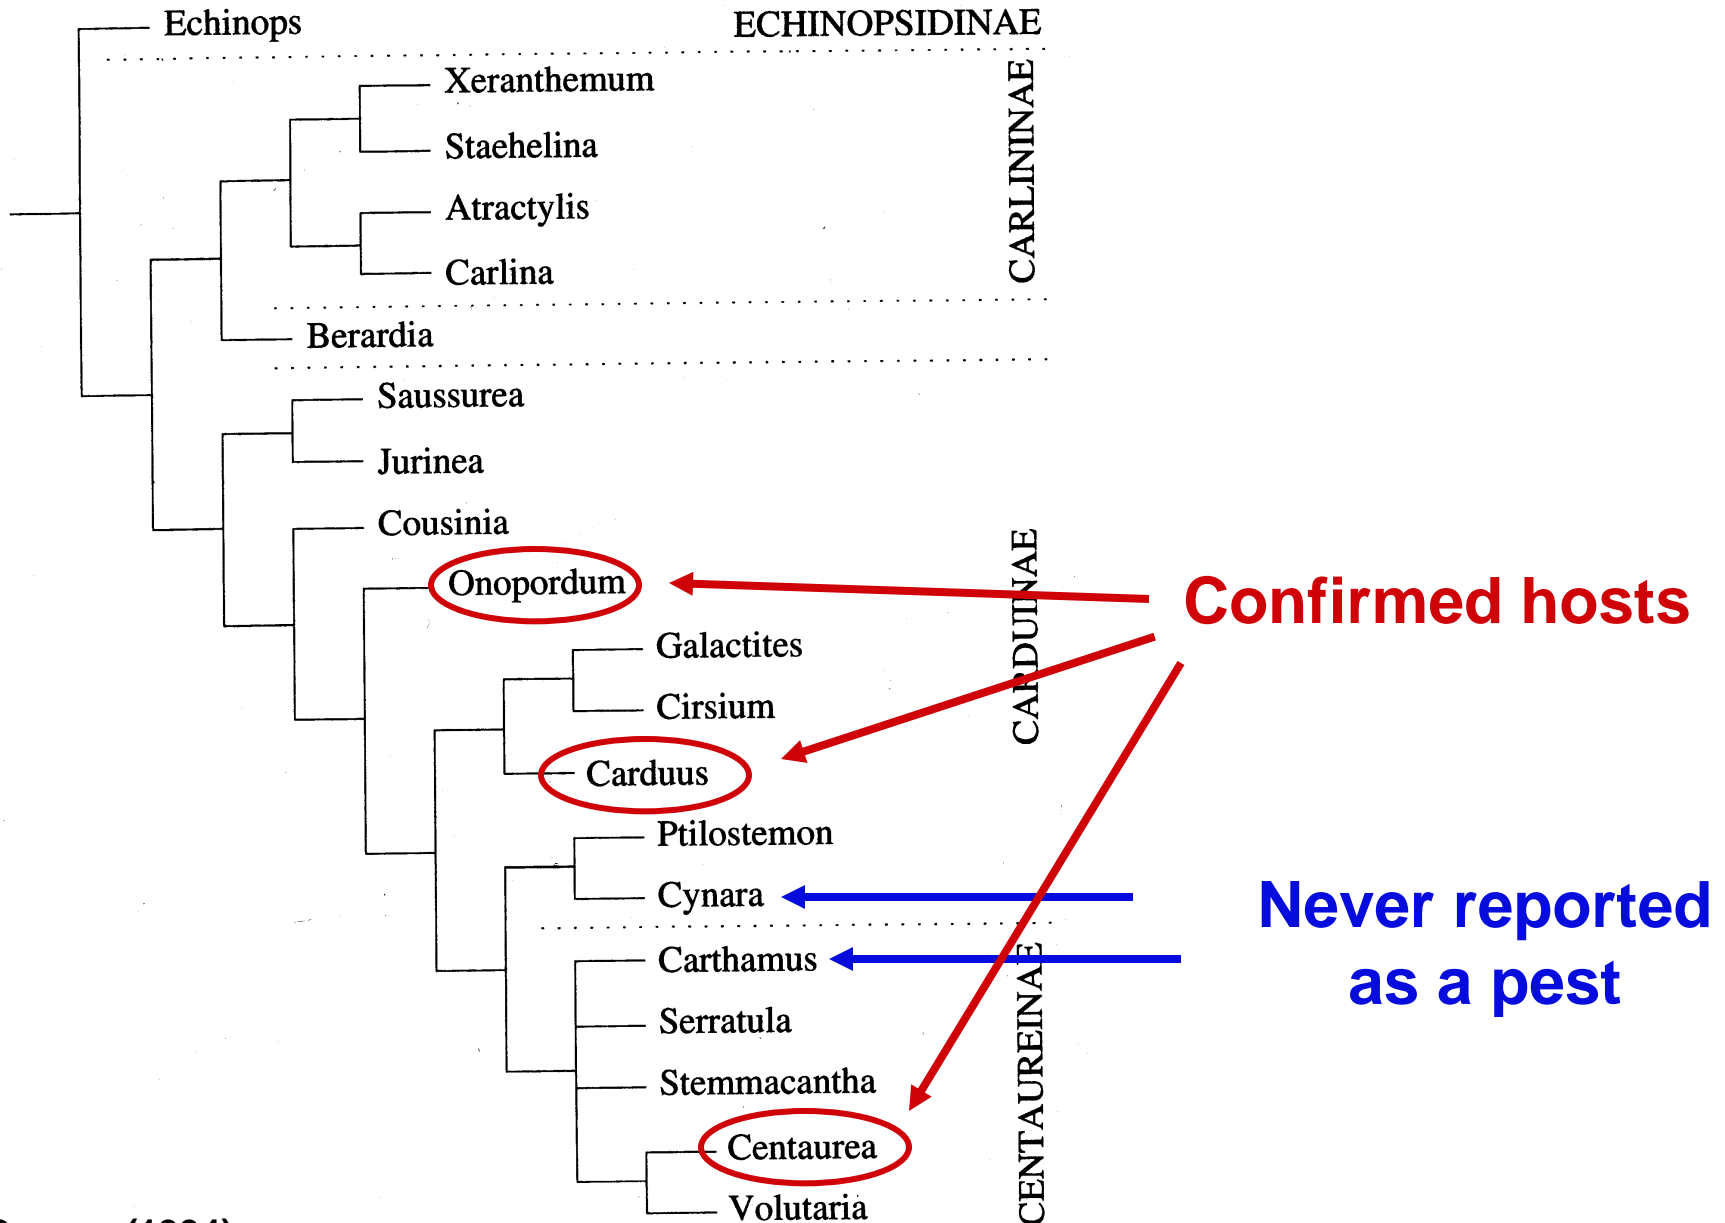 Echinops
ECHINOPSIDINAE
Xeranthemum
Staehelina
Atractylis
Carlina
CARLININAE
Berardia
Saussurea
Jurinea
Cousinia
Onopordum
Galactites
Cirsium
Carduus
Ptilostemon
Cynara
CARDUINAE
Carthamus
Serratula
Stemmacantha
Centaurea
Volutaria
CENTAUREINAE
Confirmed hosts
Never reported
as a pest